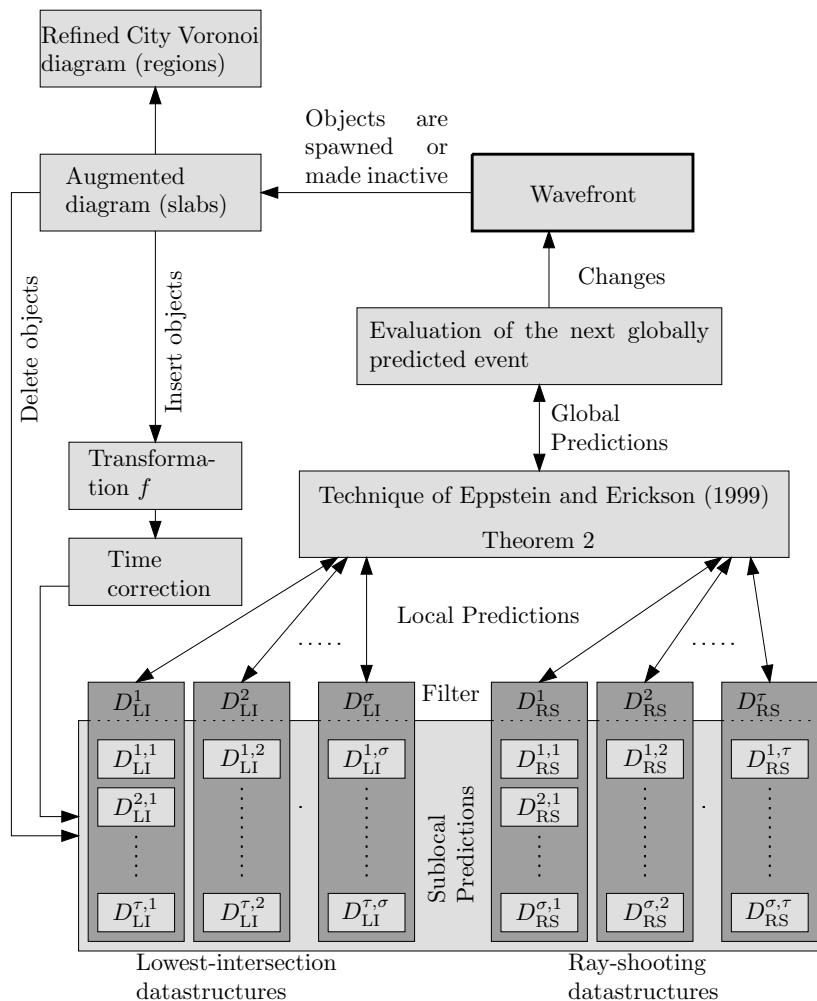 Refined City Voronoi
diagram (regions)
Objects are
spawned or
made inactive
Augmented
diagram (slabs)
Wavefront
Changes
Delete objects
Insert objects
Evaluation of the next globally
predicted event
Global
Predictions
Transforma-
tion f
Technique of Eppstein and Erickson (1999)
Theorem 2
Time
correction
Local Predictions
.....
.....
D^1_LI
D^2_LI
D^σ_LI
Filter
D^1_RS
D^2_RS
D^τ_RS
D^{1,1}_LI
D^{1,2}_LI
D^{1,σ}_LI
D^{1,1}_RS
D^{1,2}_RS
D^{1,τ}_RS
D^{2,1}_LI
D^{2,1}_RS
Sublocal
Predictions
D^{τ,1}_LI
D^{τ,2}_LI
D^{τ,σ}_LI
D^{σ,1}_RS
D^{σ,2}_RS
D^{σ,τ}_RS
Lowest-intersection
datastructures
Ray-shooting
datastructures